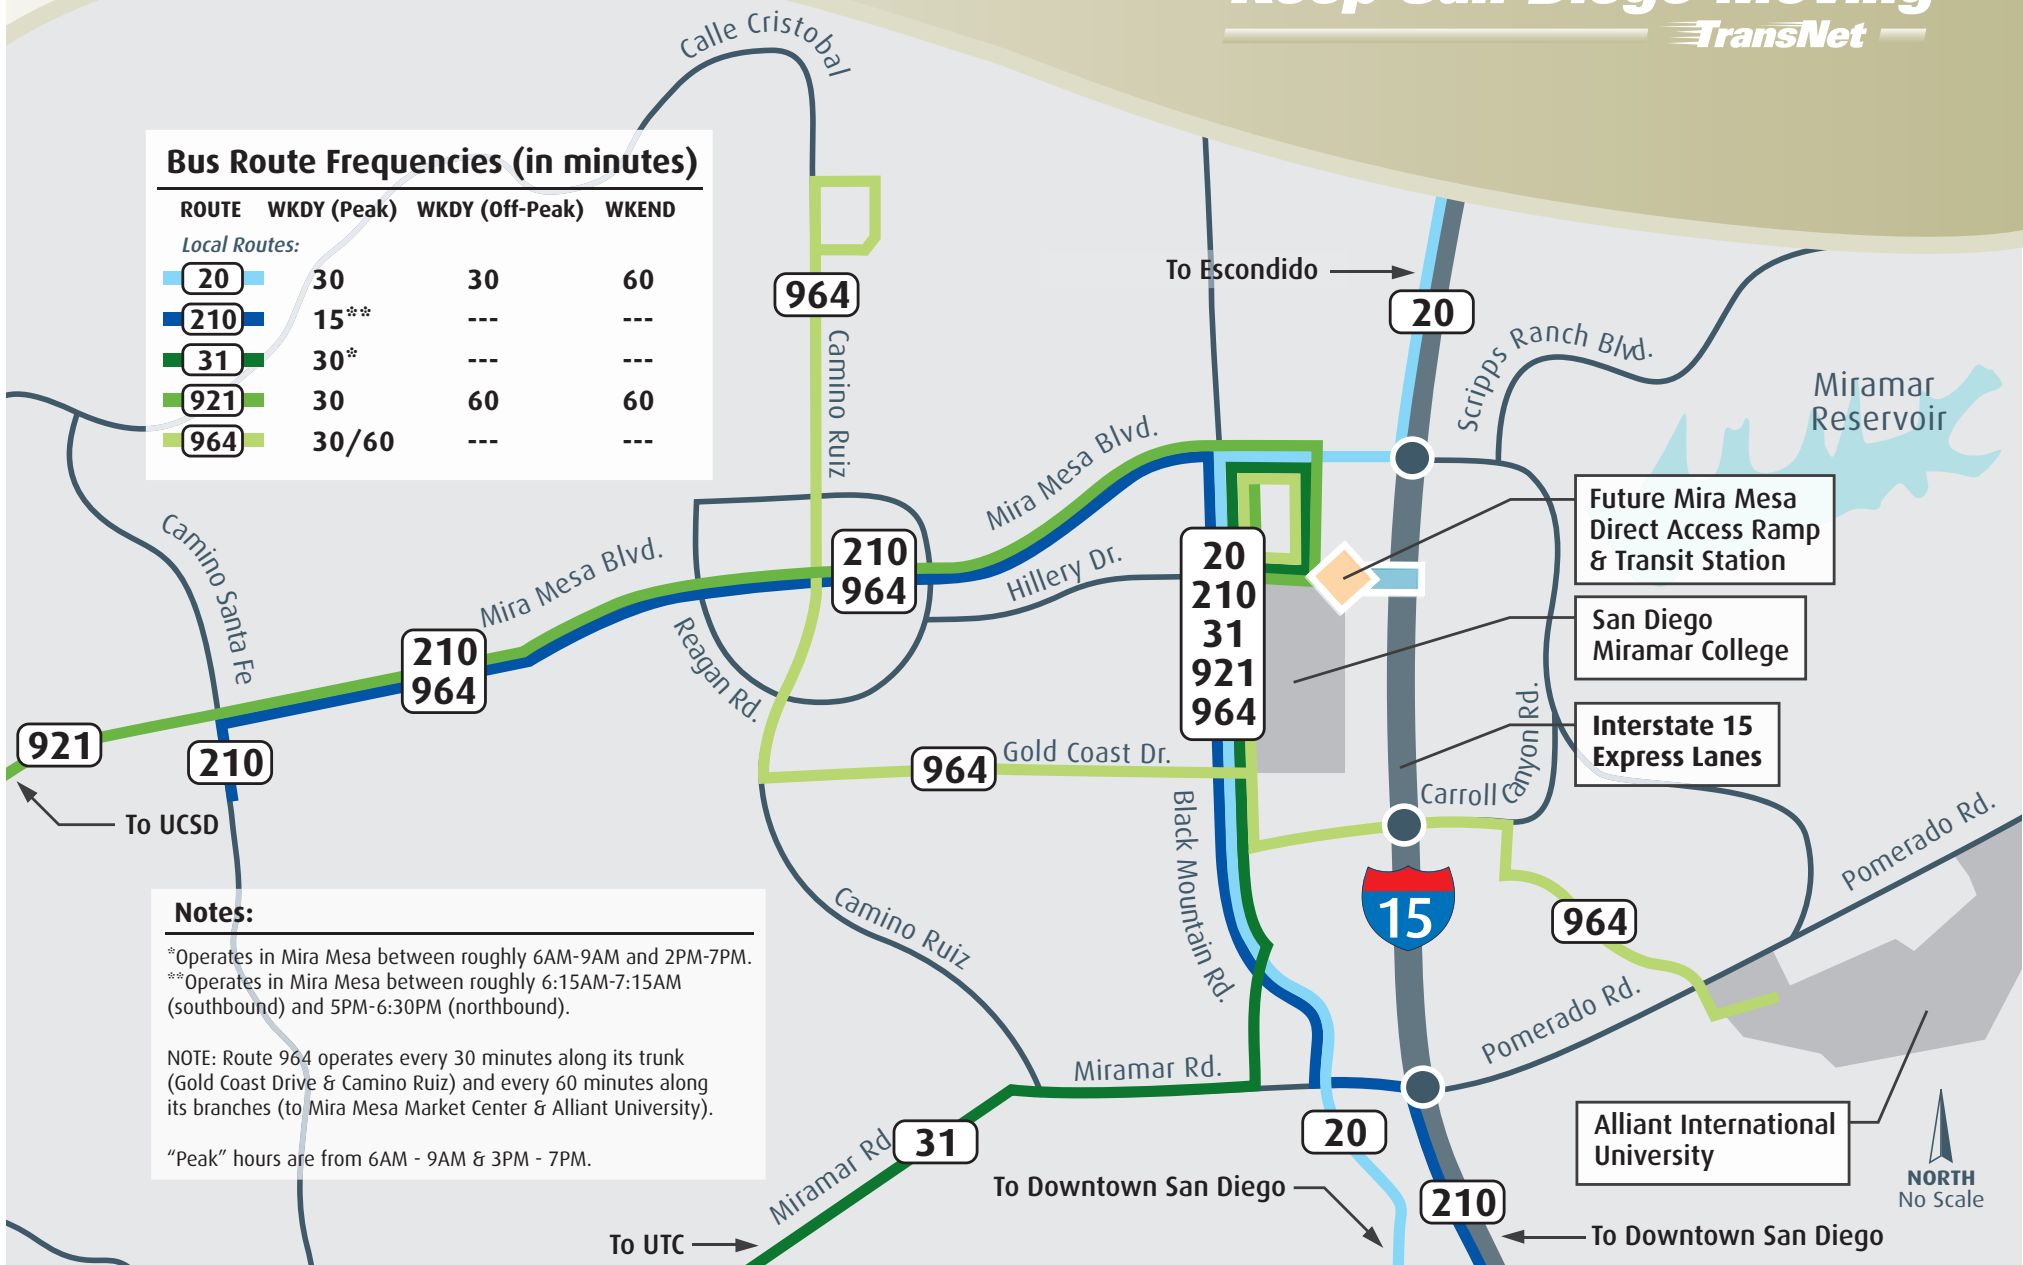 Keep San Diego Moving
TransNet
Calle Cristobal
Bus Route Frequencies (in minutes)
ROUTE WKDY (Peak) WKDY (Off-Peak) WKEND
Local Routes:
20 30 30 60
210 15** --- ---
31 30* --- ---
921 30 60 60
964 30/60 --- ---
964
Camino Ruiz
To Escondido
20
Scripps Ranch Blvd.
Miramar
Reservoir
Mira Mesa Blvd.
Future Mira Mesa
Direct Access Ramp
& Transit Station
Camino Santa Fe
Mira Mesa Blvd.
210
964
Hillery Dr.
20
210
31
921
964
San Diego
Miramar College
210
964
Reagan Rd.
921
210
964
Gold Coast Dr.
Interstate 15
Express Lanes
Carroll Canyon Rd.
To UCSD
Black Mountain Rd.
Pomerado Rd.
15
964
Camino Ruiz
Notes:
*Operates in Mira Mesa between roughly 6AM-9AM and 2PM-7PM.
**Operates in Mira Mesa between roughly 6:15AM-7:15AM
(southbound) and 5PM-6:30PM (northbound).
NOTE: Route 964 operates every 30 minutes along its trunk
(Gold Coast Drive & Camino Ruiz) and every 60 minutes along
its branches (to Mira Mesa Market Center & Alliant University).
“Peak” hours are from 6AM - 9AM & 3PM - 7PM.
Pomerado Rd.
Miramar Rd.
Miramar Rd.
31
20
Alliant International
University
To Downtown San Diego
210
NORTH
No Scale
To UTC
To Downtown San Diego